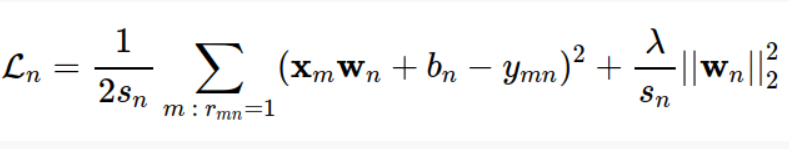 $\mathcal{L}_n = \frac{1}{2s_n} \sum_{m \,:\, r_{mn}=1} (\mathbf{x}_m \mathbf{w}_n + b_n - y_{mn})^2 + \frac{\lambda}{s_n} ||\mathbf{w}_n||_2^2$